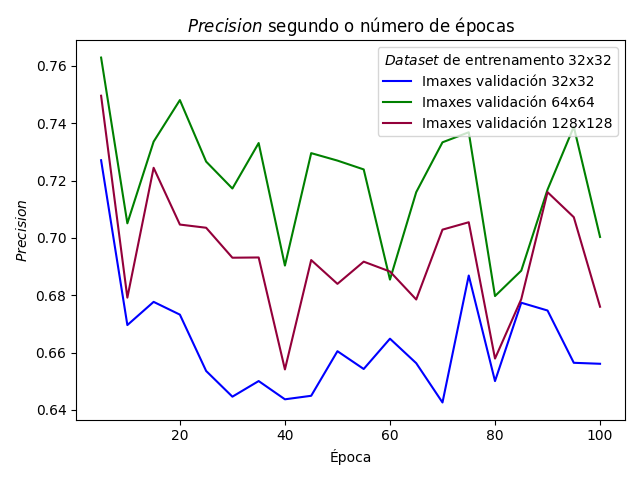 Precision segundo o número de épocas
Dataset de entrenamento 32x32
Imaxes validación 32x32
Imaxes validación 64x64
Imaxes validación 128x128
Precision
0.76
0.74
0.72
0.70
0.68
0.66
0.64
20 40 60 80 100
Época